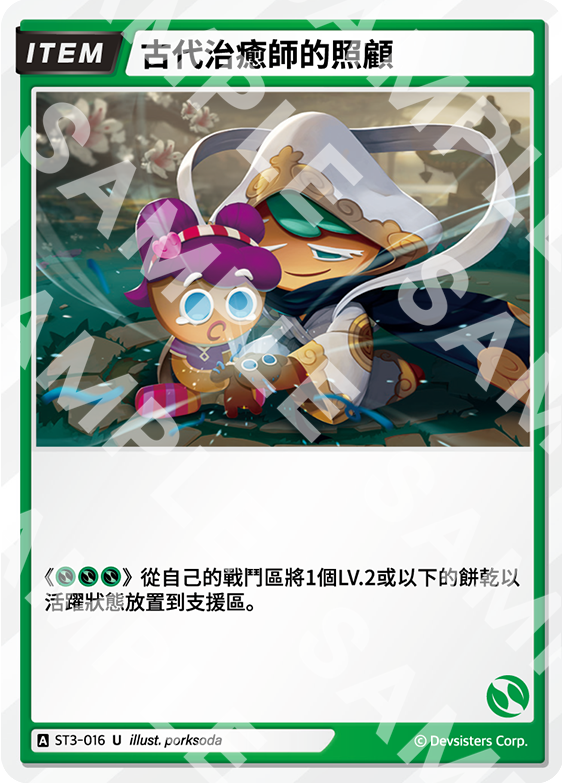 ITEM
古代治癒師的照顧
《》從自己的戰鬥區將1個LV.2或以下的餅乾以
活躍狀態放置到支援區。
A ST3-016 U illust. porksoda
© Devsisters Corp.
SAMPLE